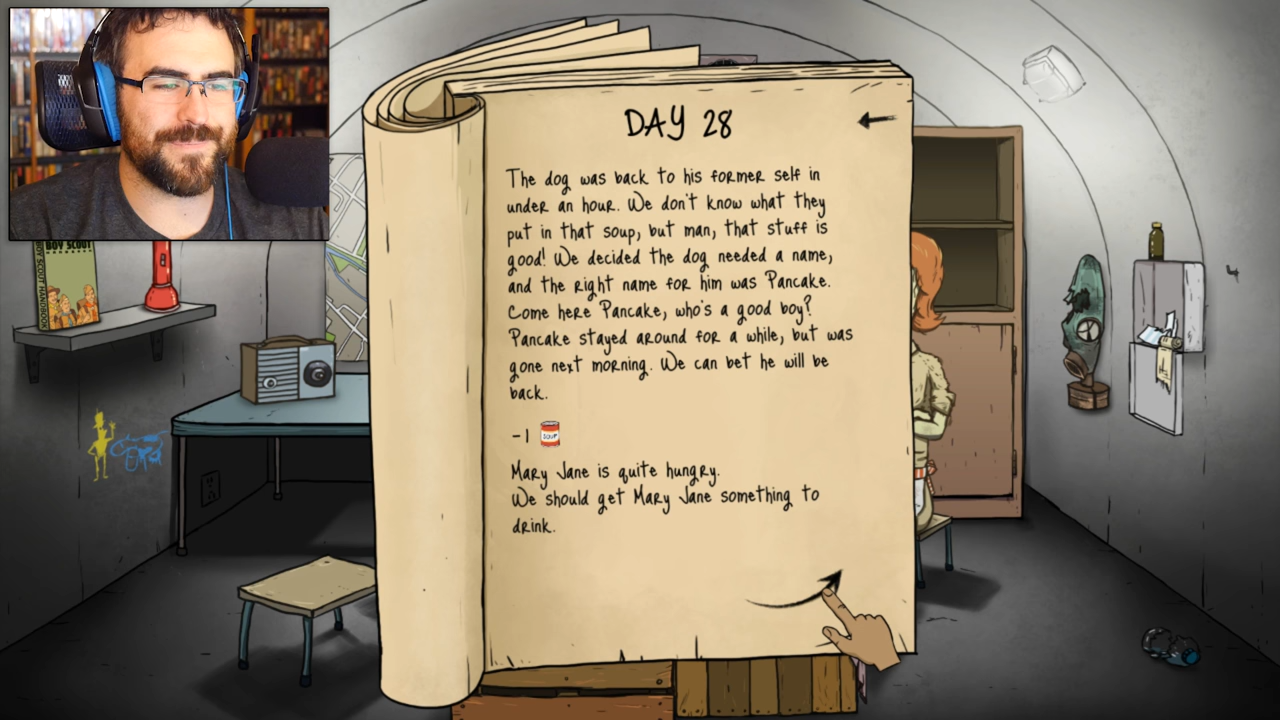 DAY 28
The dog was back to his former self in
under an hour. We don't know what they
put in that soup, but man, that stuff is
good! We decided the dog needed a name,
and the right name for him was Pancake.
Come here Pancake, who's a good boy?
Pancake stayed around for a while, but was
gone next morning. We can bet he will be
back.
-1 SOUP
Mary Jane is quite hungry.
We should get Mary Jane something to
drink.
BOY SCOUT
BOY SCOUT HANDBOOK